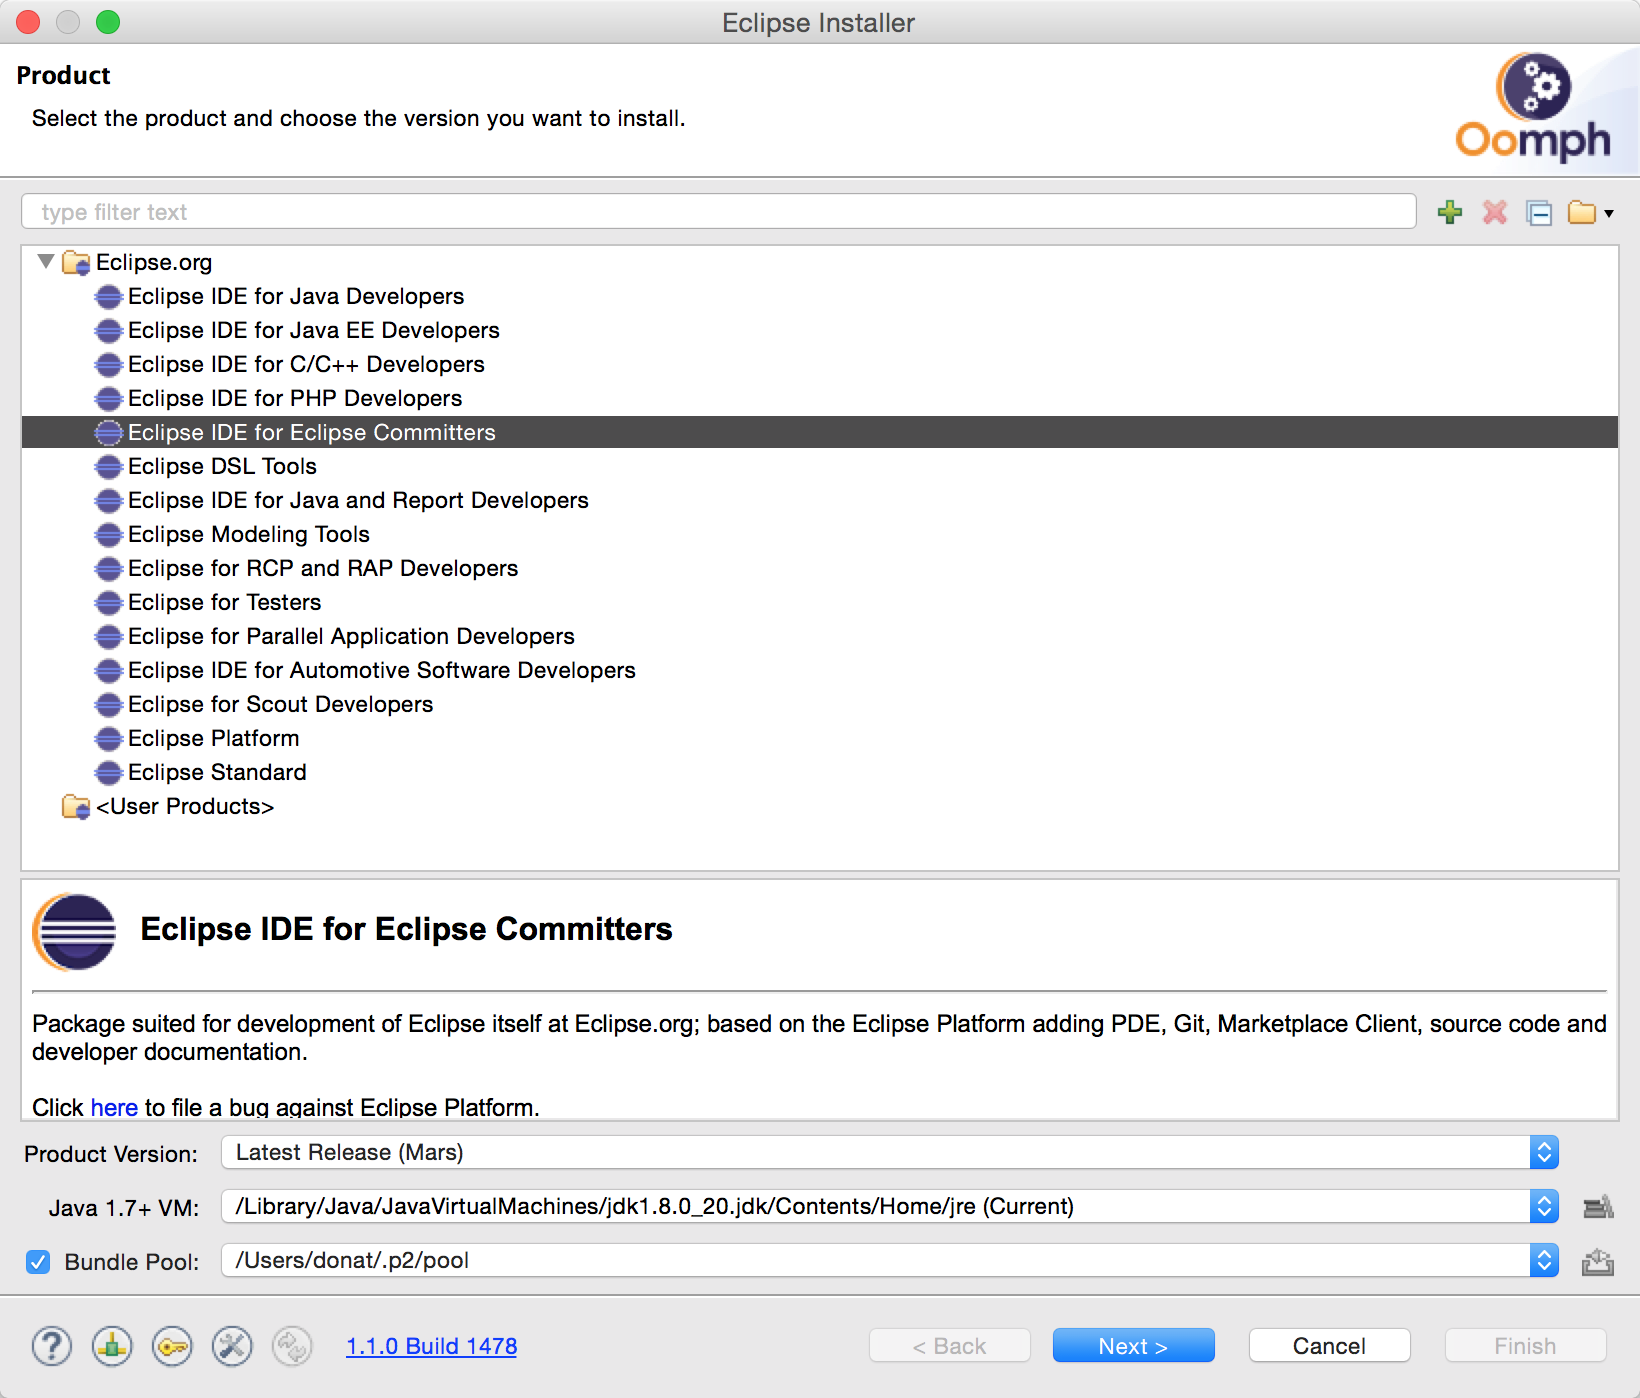 Eclipse Installer
Product
Select the product and choose the version you want to install.
Oomph
type filter text
Eclipse.org
Eclipse IDE for Java Developers
Eclipse IDE for Java EE Developers
Eclipse IDE for C/C++ Developers
Eclipse IDE for PHP Developers
Eclipse IDE for Eclipse Committers
Eclipse DSL Tools
Eclipse IDE for Java and Report Developers
Eclipse Modeling Tools
Eclipse for RCP and RAP Developers
Eclipse for Testers
Eclipse for Parallel Application Developers
Eclipse IDE for Automotive Software Developers
Eclipse for Scout Developers
Eclipse Platform
Eclipse Standard
<User Products>
Eclipse IDE for Eclipse Committers
Package suited for development of Eclipse itself at Eclipse.org; based on the Eclipse Platform adding PDE, Git, Marketplace Client, source code and
developer documentation.
Click here to file a bug against Eclipse Platform.
Product Version: Latest Release (Mars)
Java 1.7+ VM: /Library/Java/JavaVirtualMachines/jdk1.8.0_20.jdk/Contents/Home/jre (Current)
Bundle Pool: /Users/donat/.p2/pool
? 1.1.0 Build 1478 < Back Next > Cancel Finish